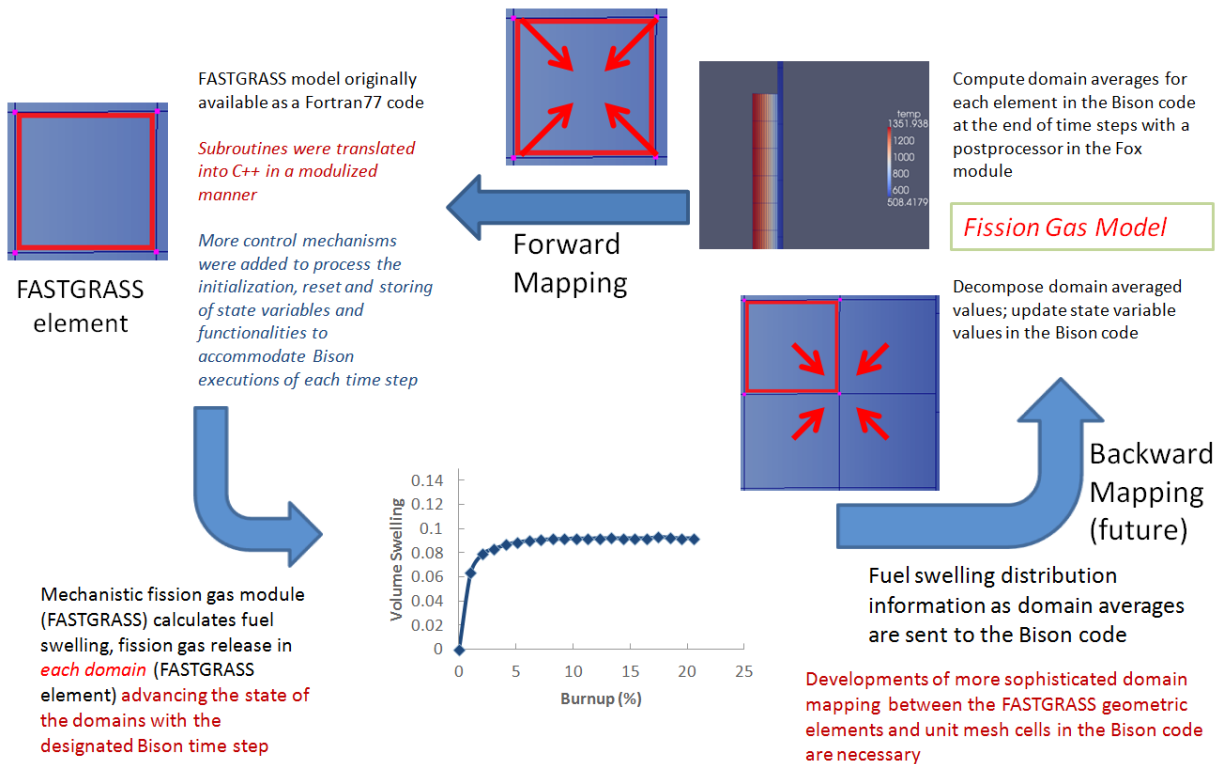 FASTGRASS model originally
available as a Fortran77 code
Subroutines were translated
into C++ in a modulized
manner
More control mechanisms
were added to process the
initialization, reset and storing
of state variables and
functionalities to
accommodate Bison
executions of each time step
FASTGRASS
element
Forward
Mapping
temp
1351.938
1200
1000
800
600
508.4179
Compute domain averages for
each element in the Bison code
at the end of time steps with a
postprocessor in the Fox
module
Fission Gas Model
Decompose domain averaged
values; update state variable
values in the Bison code
Backward
Mapping
(future)
Mechanistic fission gas module
(FASTGRASS) calculates fuel
swelling, fission gas release in
each domain (FASTGRASS
element) advancing the state of
the domains with the
designated Bison time step
Volume Swelling
0.14
0.12
0.1
0.08
0.06
0.04
0.02
0
0 5 10 15 20 25
Burnup (%)
Fuel swelling distribution
information as domain averages
are sent to the Bison code
Developments of more sophisticated domain
mapping between the FASTGRASS geometric
elements and unit mesh cells in the Bison code
are necessary